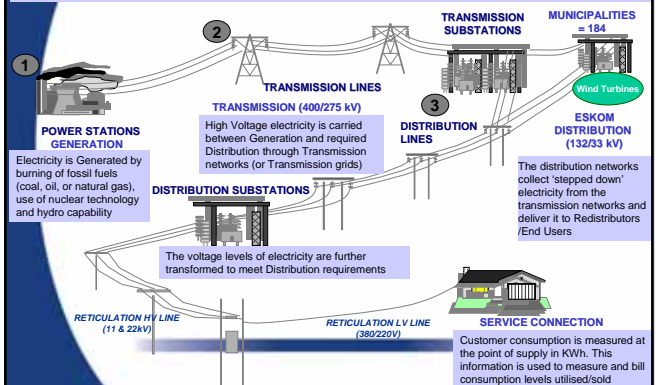 TRANSMISSION
SUBSTATIONS
MUNICIPALITIES
= 184
2
1
Wind Turbines
TRANSMISSION LINES
3
TRANSMISSION (400/275 kV)
High Voltage electricity is carried
between Generation and required
Distribution through Transmission
networks (or Transmission grids)
DISTRIBUTION
LINES
ESKOM
DISTRIBUTION
(132/33 kV)
POWER STATIONS
GENERATION
Electricity is Generated by
burning of fossil fuels
(coal, oil, or natural gas),
use of nuclear technology
and hydro capability
The distribution networks
collect 'stepped down'
electricity from the
transmission networks and
deliver it to Redistributors
/End Users
DISTRIBUTION SUBSTATIONS
The voltage levels of electricity are further
transformed to meet Distribution requirements
RETICULATION HV LINE
(11 & 22kV)
RETICULATION LV LINE
(380/220V)
SERVICE CONNECTION
Customer consumption is measured at
the point of supply in KWh. This
information is used to measure and bill
consumption levels utilised/sold